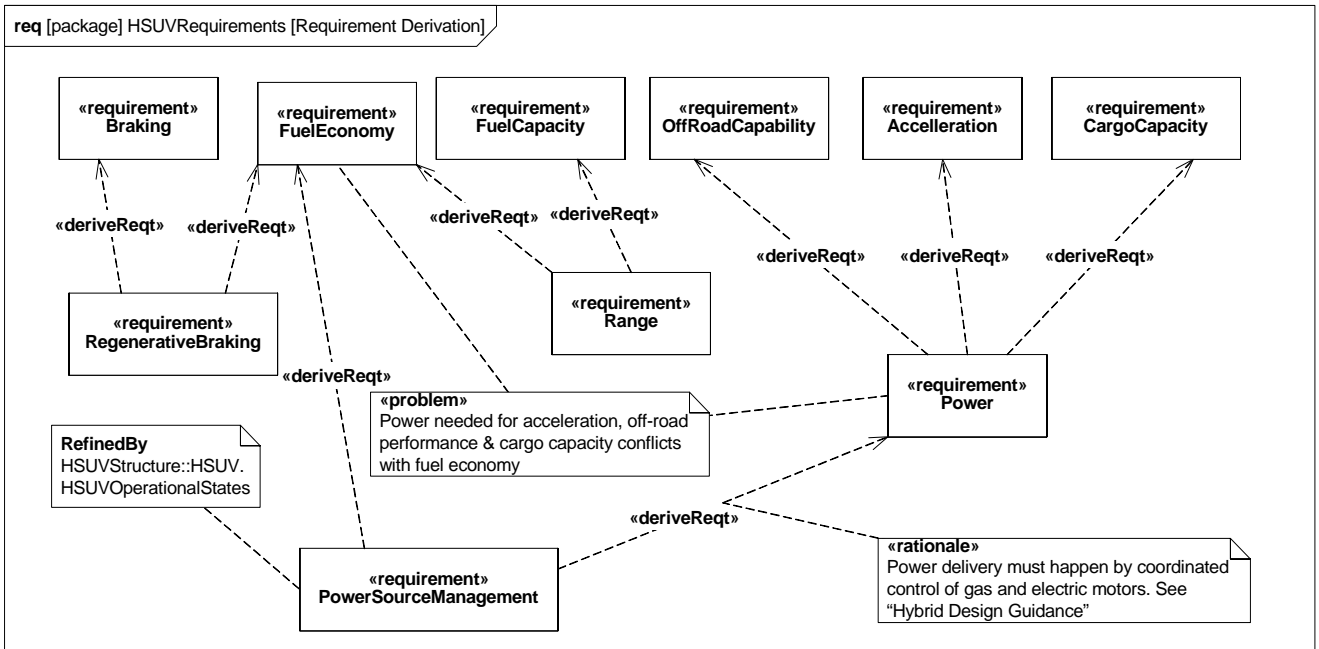 req [package] HSUVRequirements [Requirement Derivation]
«requirement»
Braking
«requirement»
FuelEconomy
«requirement»
FuelCapacity
«requirement»
OffRoadCapability
«requirement»
Accelleration
«requirement»
CargoCapacity
«deriveReqt»
«deriveReqt»
«deriveReqt»
«deriveReqt»
«deriveReqt»
«deriveReqt»
«deriveReqt»
«requirement»
RegenerativeBraking
«requirement»
Range
«deriveReqt»
«requirement»
Power
«problem»
Power needed for acceleration, off-road
performance & cargo capacity conflicts
with fuel economy
RefinedBy
HSUVStructure::HSUV.
HSUVOperationalStates
«deriveReqt»
«requirement»
PowerSourceManagement
«rationale»
Power delivery must happen by coordinated
control of gas and electric motors. See
“Hybrid Design Guidance”